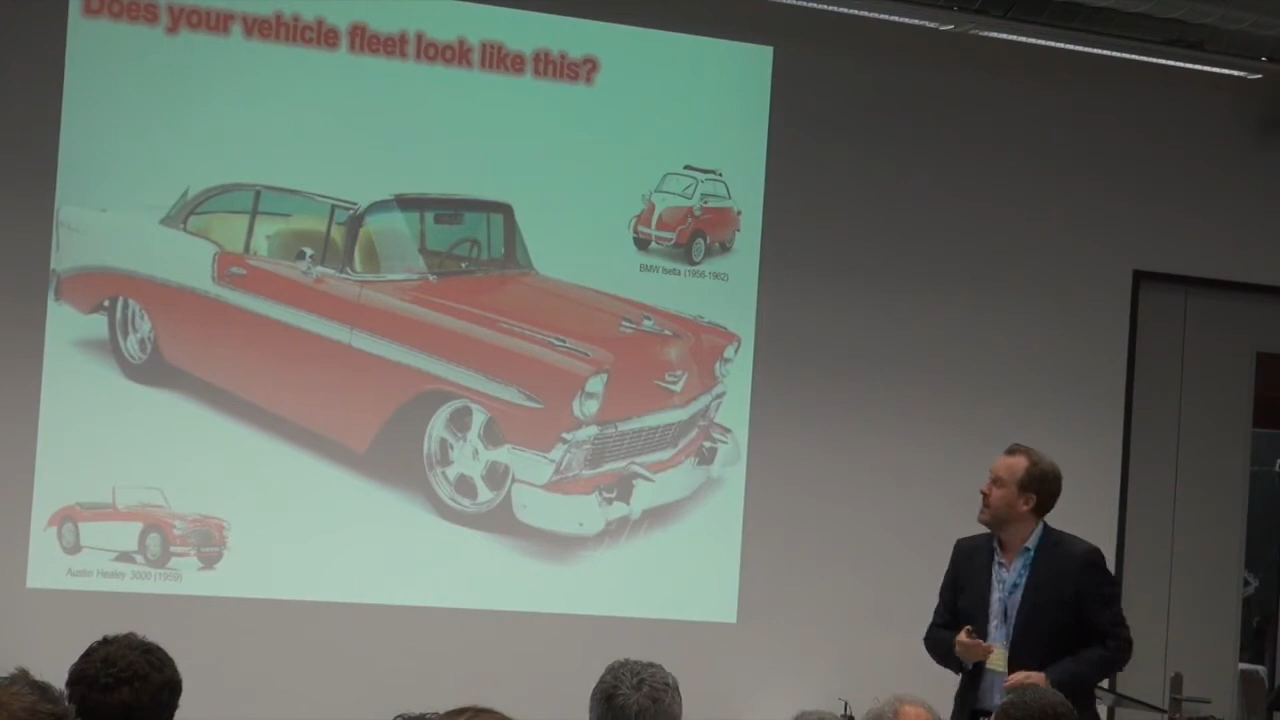 Does your vehicle fleet look like this?
BMW Isetta (1956-1962)
Austin Healey 3000 (1959)